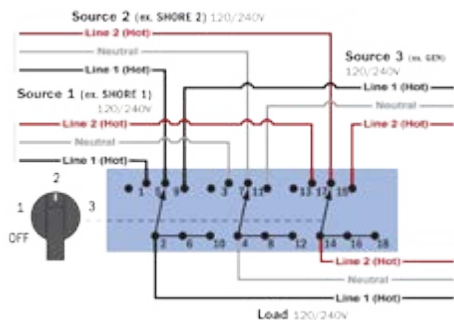 Source 2 (ex. SHORE 2) 120/240V
Line 2 (Hot)
Neutral
Line 1 (Hot)
Source 3 (ex. GEN)
120/240V
Line 1 (Hot)
Neutral
Line 2 (Hot)
Source 1 (ex. SHORE 1)
120/240V
Line 2 (Hot)
Neutral
Line 1 (Hot)
1 5 9 3 7 11 13 17 15
2 6 10 4 8 12 14 16 18
2
1 3
OFF
Line 2 (Hot)
Neutral
Line 1 (Hot)
Load 120/240V